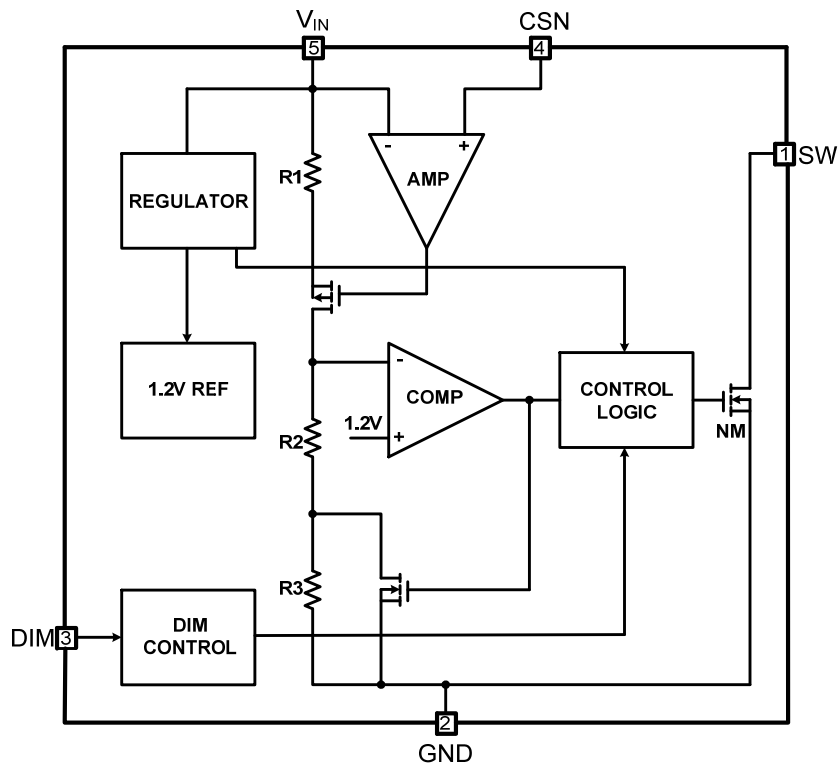 VIN
CSN
5
4
1 SW
- +
AMP
R1
REGULATOR
1.2V REF
-
COMP
1.2V
+
CONTROL
LOGIC
NM
R2
R3
DIM 3
DIM
CONTROL
2
GND